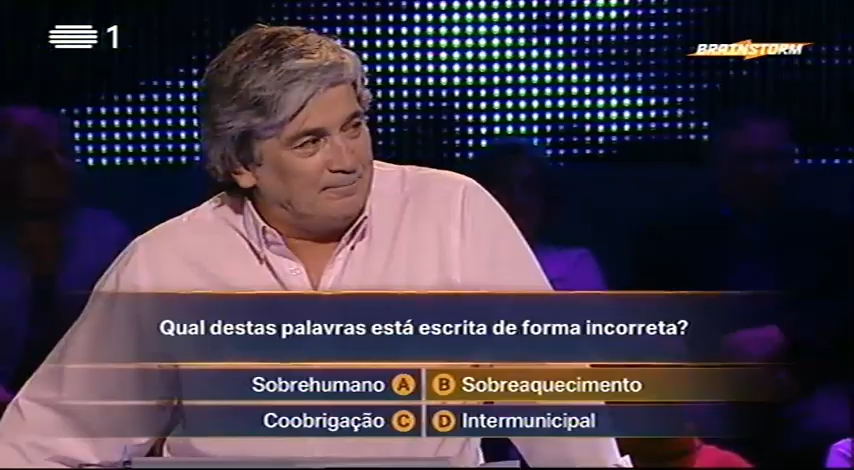 1
BRAINSTORM
Qual destas palavras está escrita de forma incorreta?
Sobrehumano A
B Sobreaquecimento
Coobrigação C
D Intermunicipal